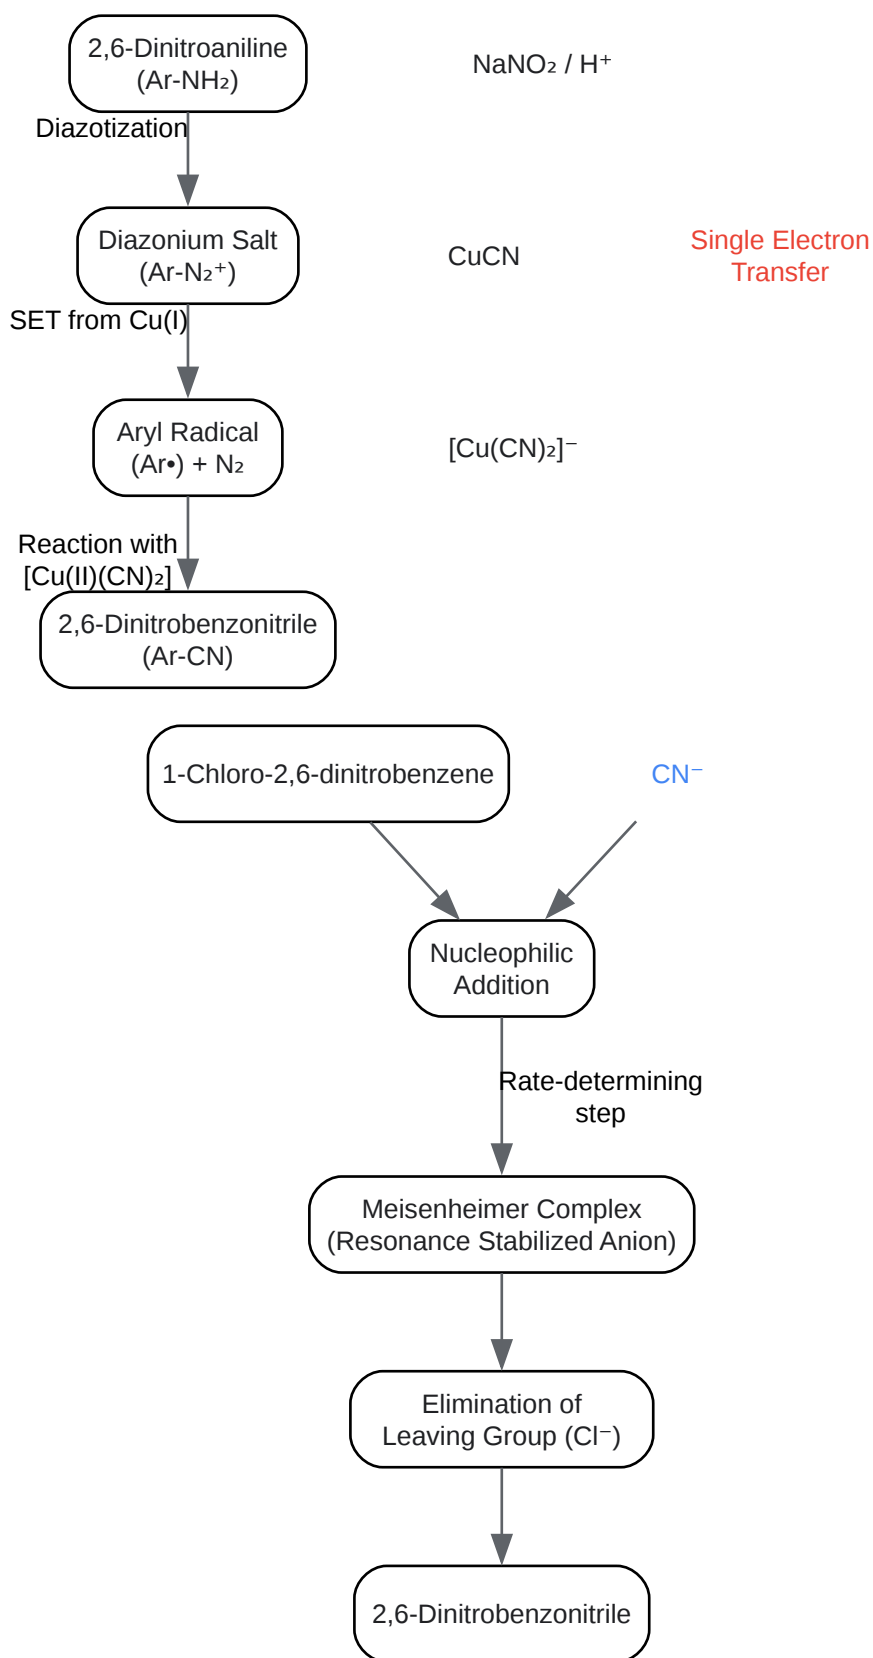 2,6-Dinitroaniline
(Ar-NH₂)
NaNO₂ / H⁺
Diazotization
Diazonium Salt
(Ar-N₂⁺)
CuCN
Single Electron
Transfer
SET from Cu(I)
Aryl Radical
(Ar•) + N₂
[Cu(CN)₂]⁻
Reaction with
[Cu(II)(CN)₂]
2,6-Dinitrobenzonitrile
(Ar-CN)
1-Chloro-2,6-dinitrobenzene
CN⁻
Nucleophilic
Addition
Rate-determining
step
Meisenheimer Complex
(Resonance Stabilized Anion)
Elimination of
Leaving Group (Cl⁻)
2,6-Dinitrobenzonitrile